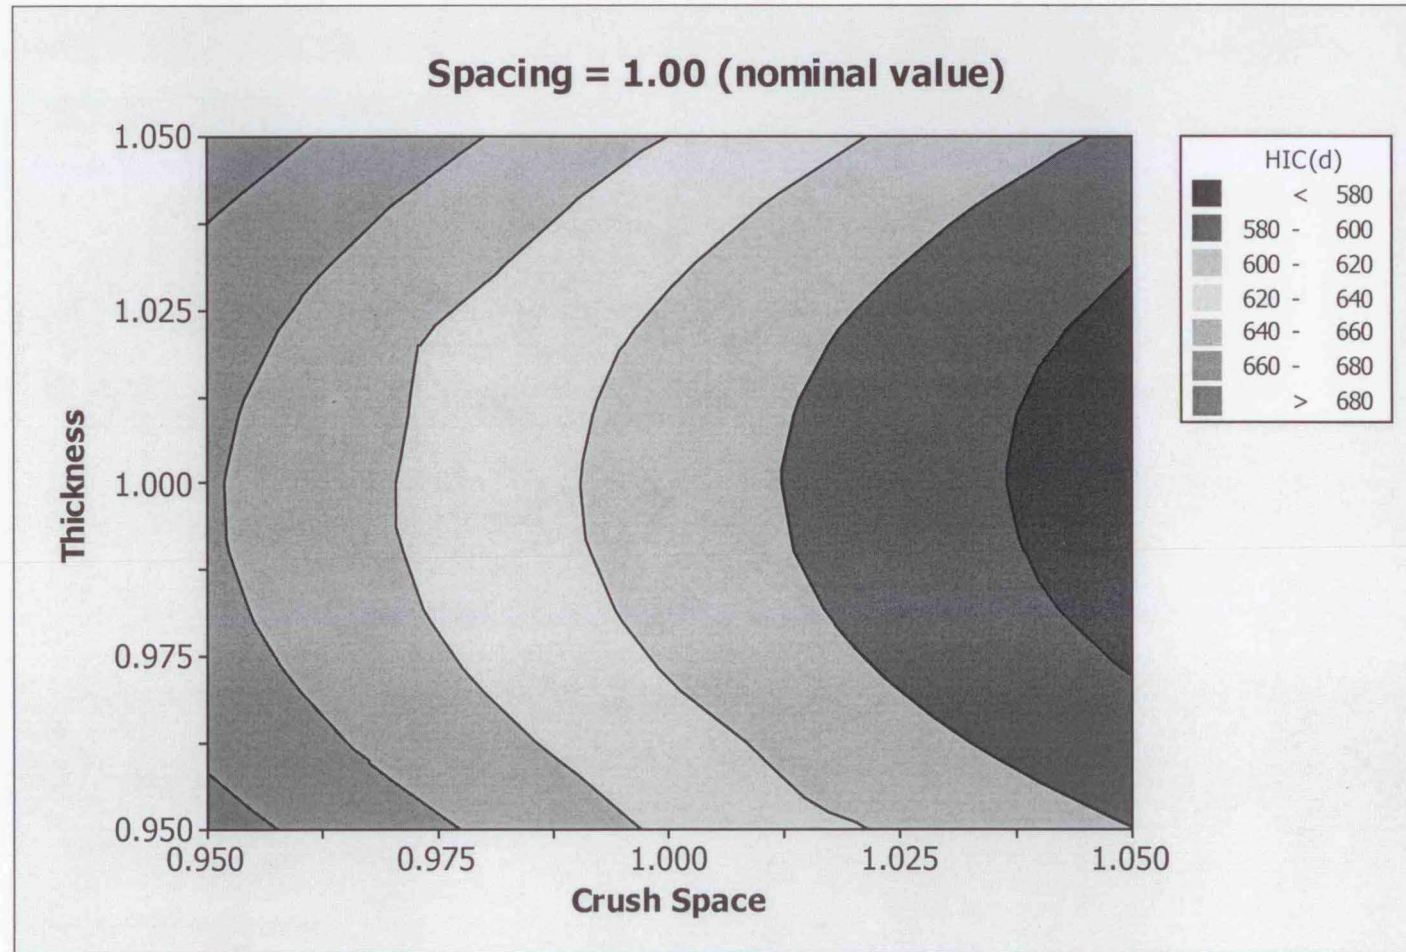 Spacing = 1.00 (nominal value)
1.050
1.025
1.000
0.975
0.950
Thickness
0.950 0.975 1.000 1.025 1.050
Crush Space
HIC(d)
< 580
580 - 600
600 - 620
620 - 640
640 - 660
660 - 680
> 680